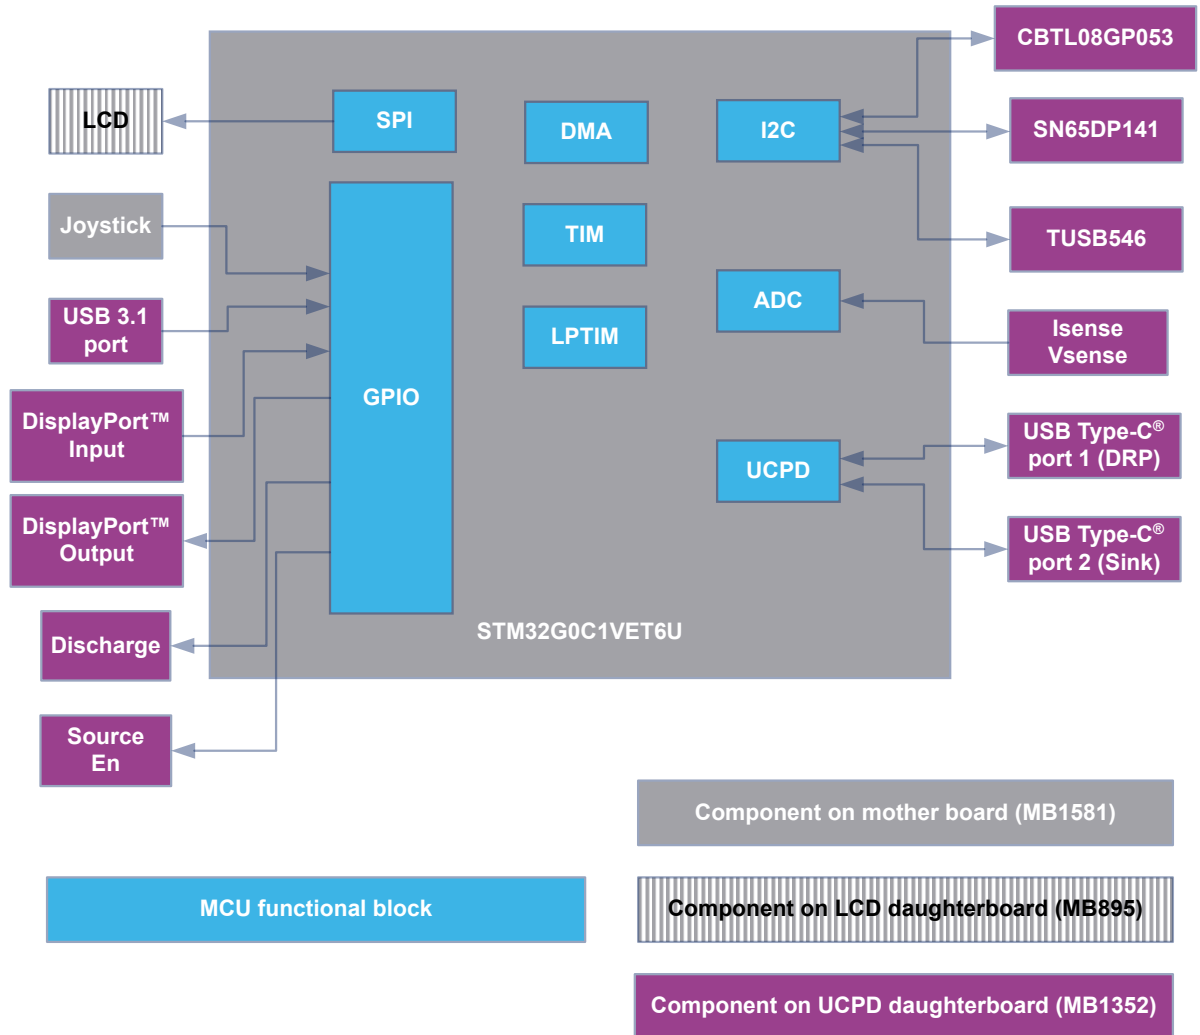 CBTL08GP053
LCD
SPI
DMA
I2C
SN65DP141
Joystick
TIM
TUSB546
USB 3.1
port
LPTIM
ADC
Isense
Vsense
DisplayPort™
Input
GPIO
USB Type-C®
port 1 (DRP)
UCPD
DisplayPort™
Output
USB Type-C®
port 2 (Sink)
Discharge
STM32G0C1VET6U
Source
En
Component on mother board (MB1581)
MCU functional block
Component on LCD daughterboard (MB895)
Component on UCPD daughterboard (MB1352)